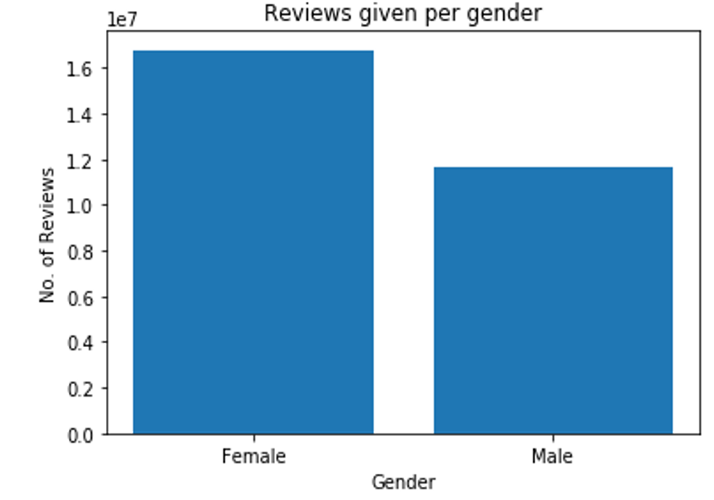 Reviews given per gender
1e7
1.6
1.4
1.2
1.0
0.8
0.6
0.4
0.2
0.0
No. of Reviews
Female Male
Gender